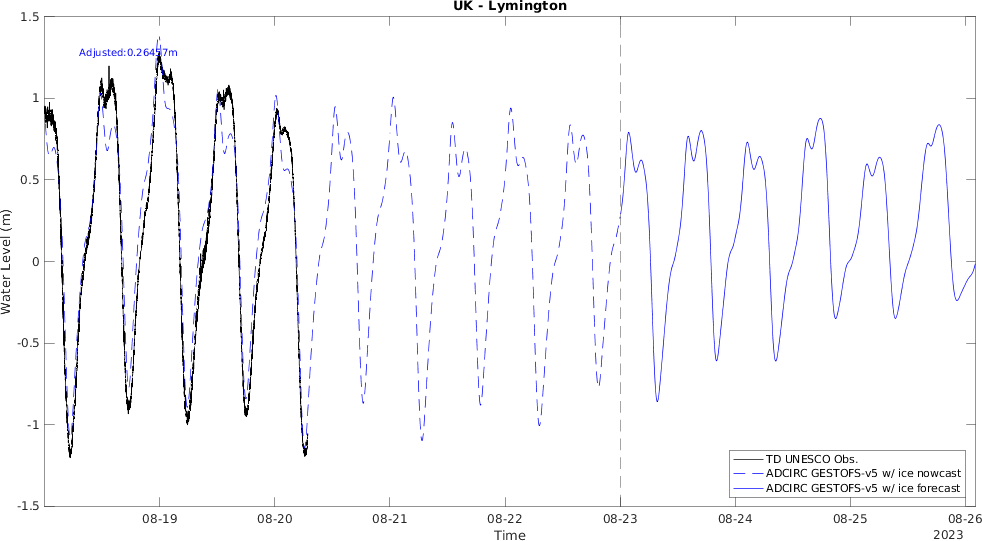 UK - Lymington
1.5
Adjusted:0.26457m
1
0.5
0
-0.5
-1
-1.5
Water Level (m)
TD UNESCO Obs.
ADCIRC GESTOFS-v5 w/ ice nowcast
ADCIRC GESTOFS-v5 w/ ice forecast
08-19
08-20
08-21
08-22
08-23
08-24
08-25
08-26
Time
2023